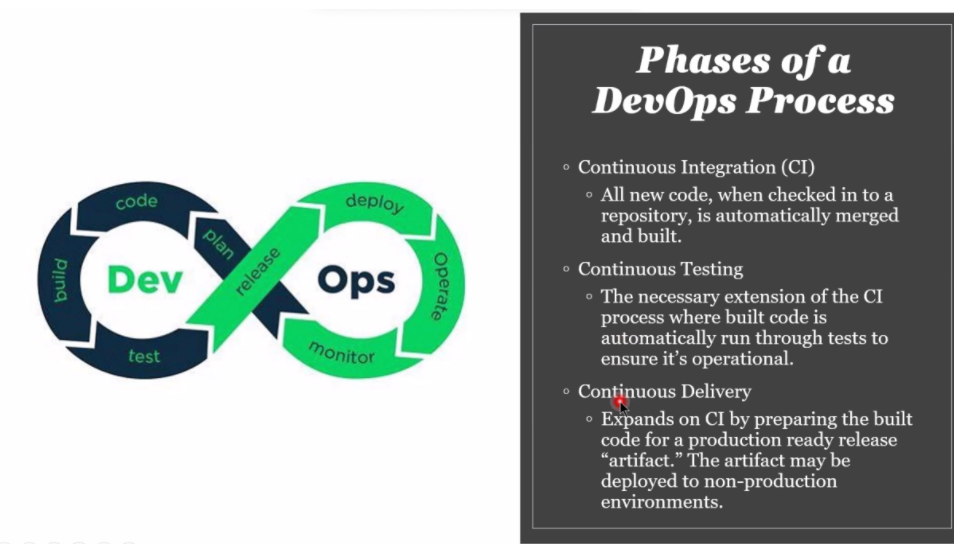 Phases of a
DevOps Process
Continuous Integration (CI)
All new code, when checked in to a
repository, is automatically merged
and built.
Continuous Testing
The necessary extension of the CI
process where built code is
automatically run through tests to
ensure it's operational.
Continuous Delivery
Expands on CI by preparing the built
code for a production ready release
“artifact.” The artifact may be
deployed to non-production
environments.
code
plan
build
Dev
test
release
deploy
Ops
Operate
monitor